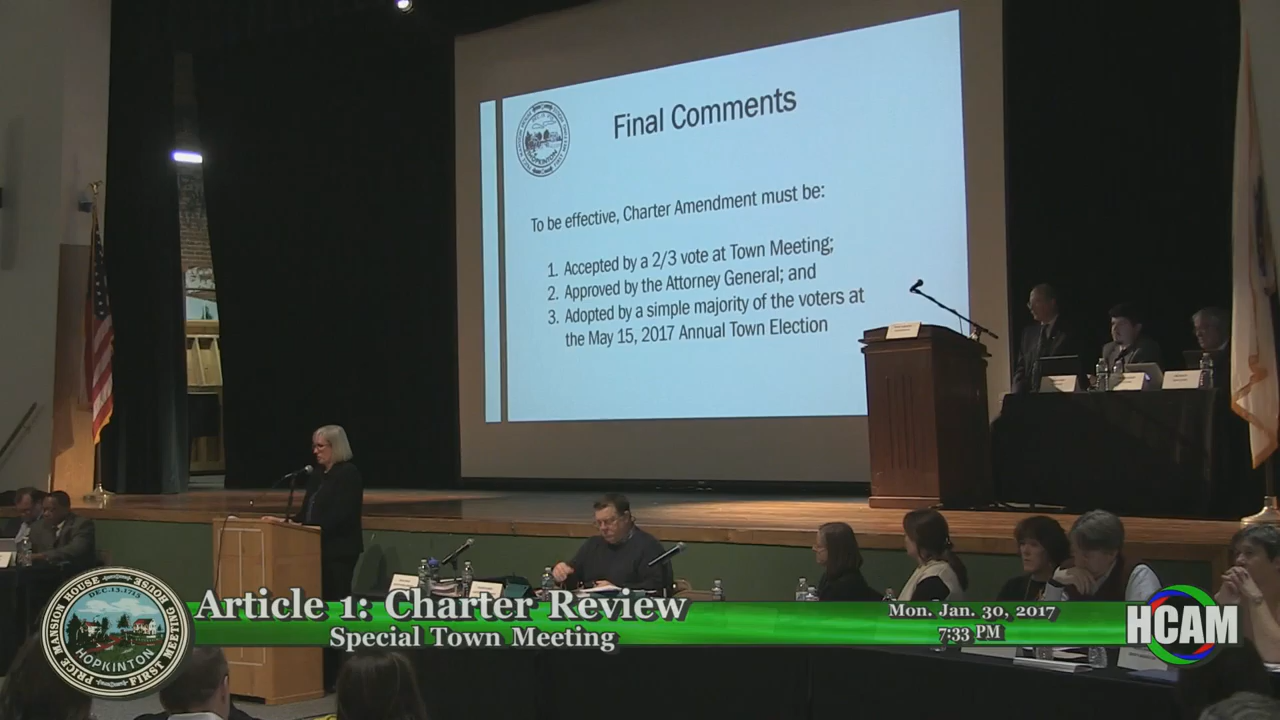 Final Comments
HOPKINTON
To be effective, Charter Amendment must be:
1. Accepted by a 2/3 vote at Town Meeting;
2. Approved by the Attorney General; and
3. Adopted by a simple majority of the voters at
the May 15, 2017 Annual Town Election
PRICE MANSION HOUSE
DEC.13.1715
FIRST MEETING HOUSE
HOPKINTON
Article 1: Charter Review
Special Town Meeting
Mon. Jan. 30, 2017
7:33 PM
HCAM